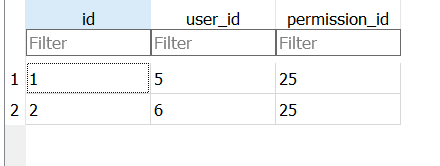 id user_id permission_id
Filter Filter Filter
1 1 5 25
2 2 6 25